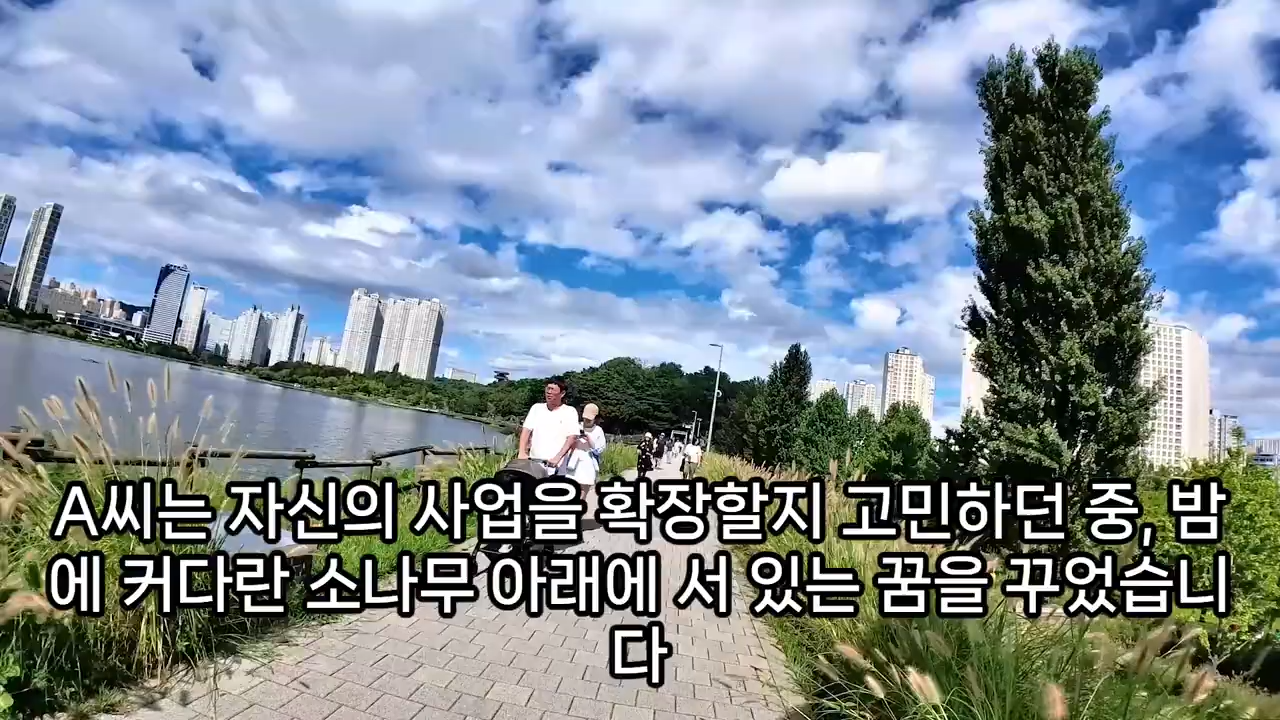 A씨는 자신의 사업을 확장할지 고민하던 중, 밤
에 커다란 소나무 아래에 서 있는 꿈을 꾸었습니
다